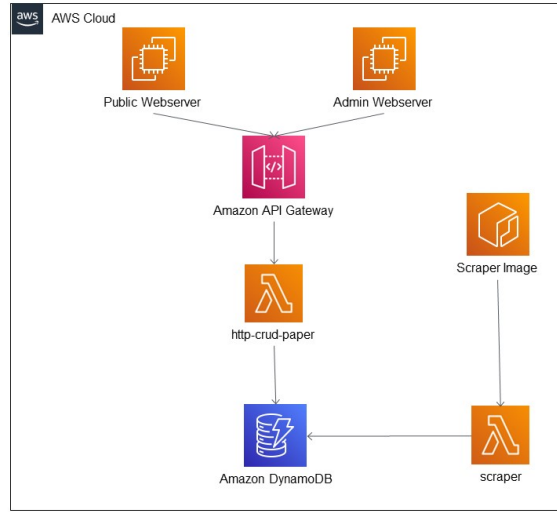 aws
AWS Cloud
Public Webserver
Admin Webserver
</>
Amazon API Gateway
Scraper Image
http-crud-paper
Amazon DynamoDB
scraper